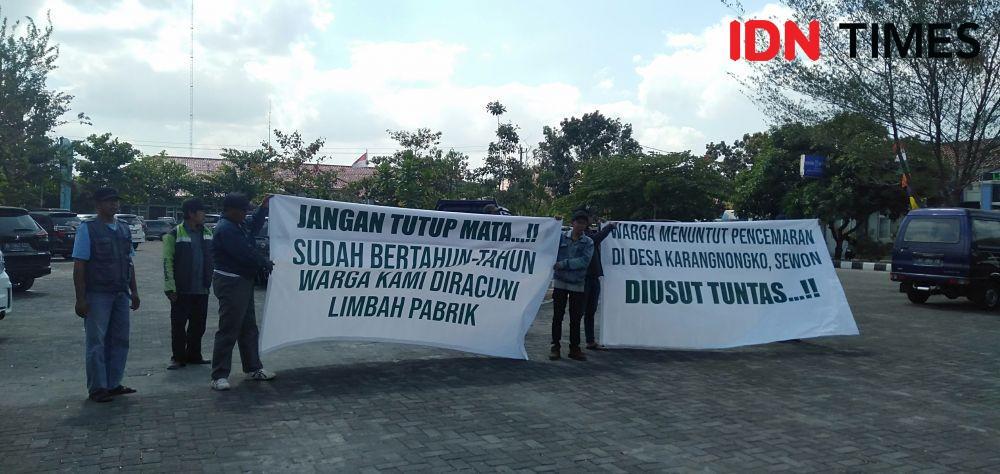 IDN TIMES
JANGAN TUTUP MATA...!!
SUDAH BERTAHUN-TAHUN
WARGA KAMI DIRACUNI
LIMBAH PABRIK
WARGA MENUNTUT PENCEMARAN
DI DESA KARANGNONGKO, SEWON
DIUSUT TUNTAS...!!